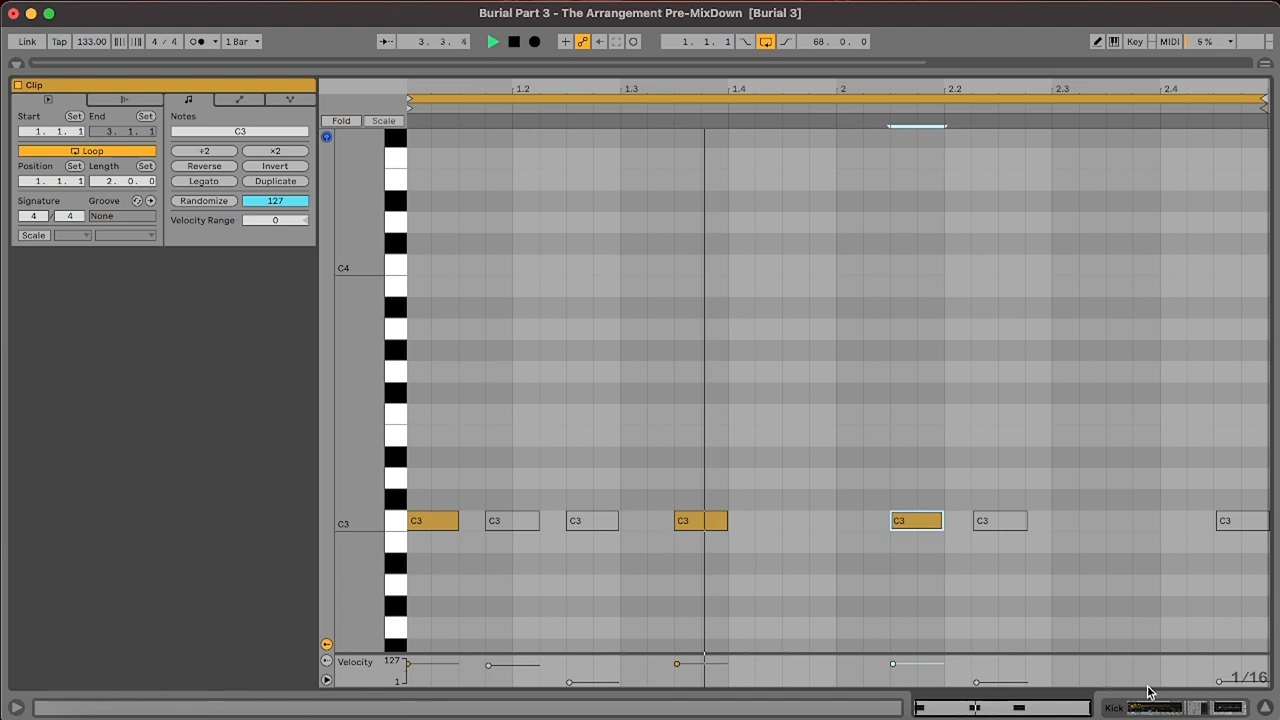 Burial Part 3 - The Arrangement Pre-MixDown [Burial 3]
Link Tap 133.00 4 / 4 1 Bar 3. 3. 4 1. 1. 1 68. 0. 0 Key MIDI 5 %
Clip
1.2 1.3 1.4 2 2.2 2.3 2.4
Start Set End Set Notes
1. 1. 1 3. 1. 1 C3
Fold Scale
Loop ÷2 ×2
Position Set Length Set Reverse Invert
1. 1. 1 2. 0. 0 Legato Duplicate
Signature Groove Randomize 127
4 / 4 None Velocity Range 0
Scale
C4
C3 C3 C3 C3 C3 C3 C3 C3
Velocity 127
1
1/16
Kick